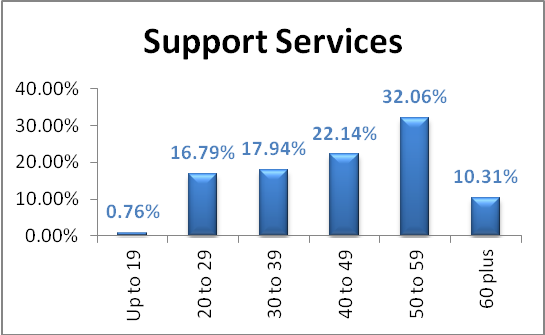 Support Services
40.00%
30.00%
20.00%
10.00%
0.00%
0.76%
16.79%
17.94%
22.14%
32.06%
10.31%
Up to 19
20 to 29
30 to 39
40 to 49
50 to 59
60 plus